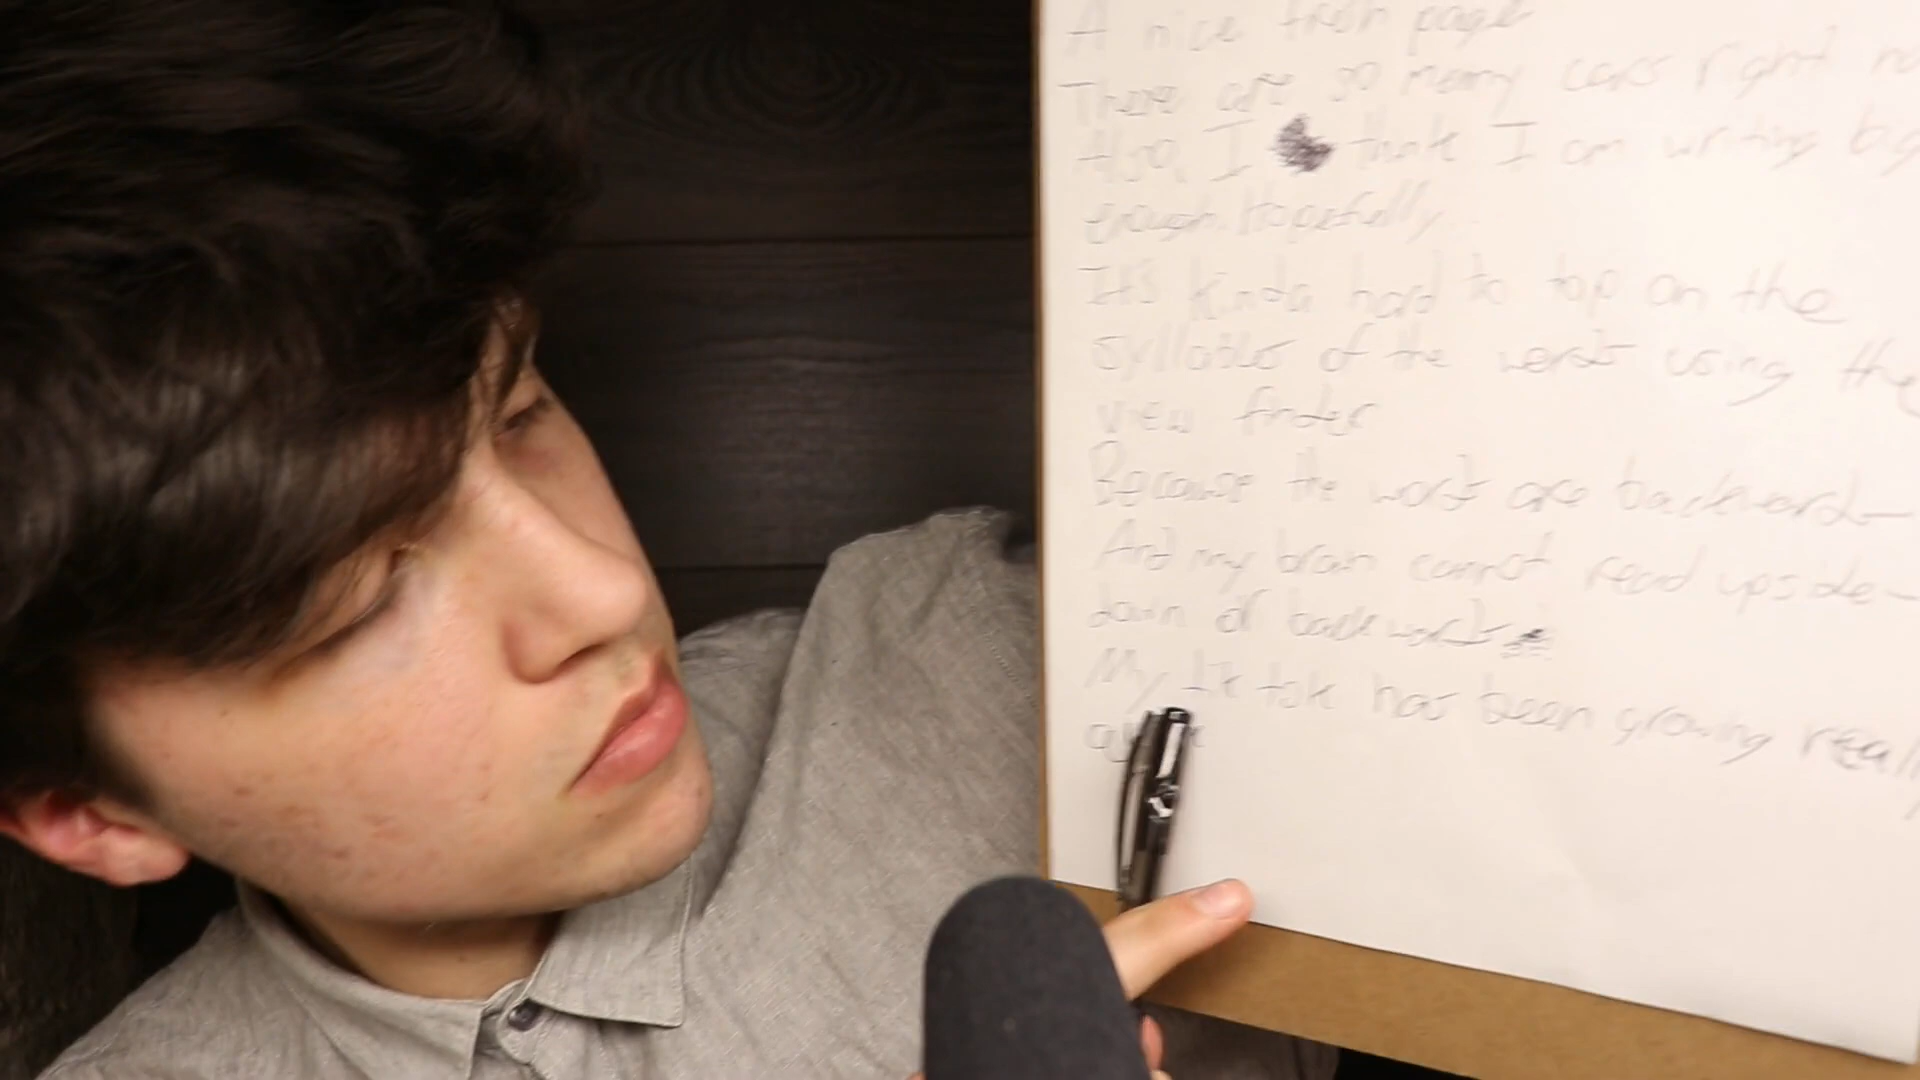 A nice fresh page
There are so many cars right
Also, I think I am writing big
enough. Hopefully
It's kinda hard to tap on the
syllables of the words using the
view finder
Because the words are backward-
And my brain cannot read upside-
down or backwards
My tik tok has been growing